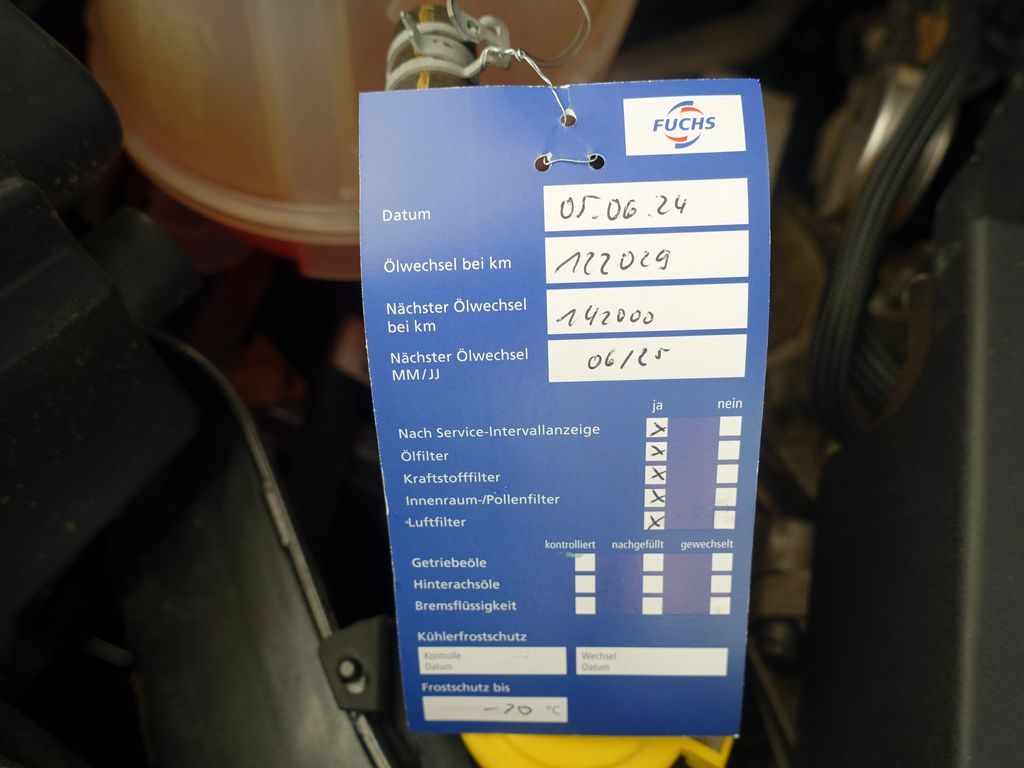 FUCHS
Datum 05.06.24
Ölwechsel bei km 122029
Nächster Ölwechsel
bei km 142000
Nächster Ölwechsel
MM/JJ 06/25
ja nein
Nach Service-Intervallanzeige x
Ölfilter x
Kraftstofffilter x
Innenraum-/Pollenfilter x
Luftfilter x
kontrolliert nachgefüllt gewechselt
Getriebeöle
Hinterachsöle
Bremsflüssigkeit
Kühlerfrostschutz
Kontrolle Wechsel
Datum Datum
Frostschutz bis
-20 °C